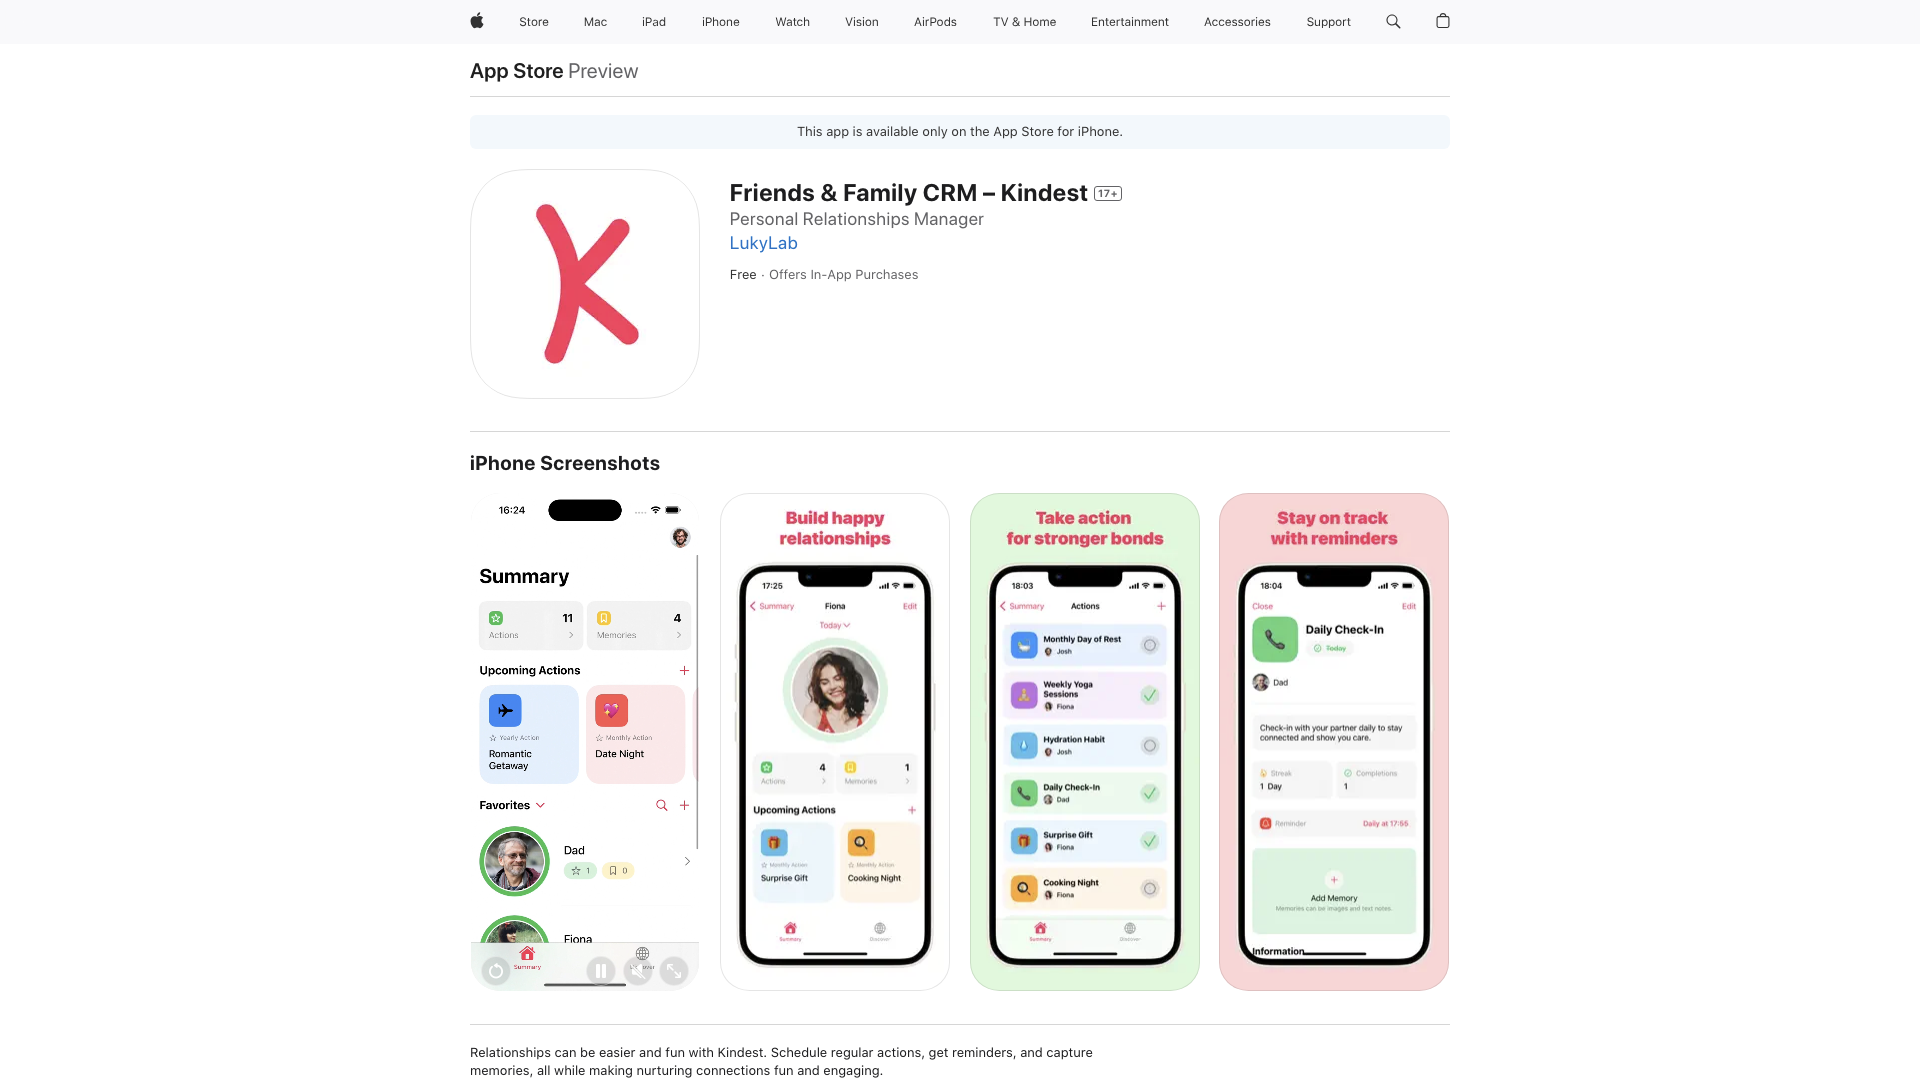 Store
Mac
iPad
iPhone
Watch
Vision
AirPods
TV & Home
Entertainment
Accessories
Support
App Store Preview
This app is available only on the App Store for iPhone.
Friends & Family CRM – Kindest 17+
Personal Relationships Manager
LukyLab
Free · Offers In-App Purchases
iPhone Screenshots
16:24
Summary
11
Actions
4
Memories
Upcoming Actions
Yearly Action
Romantic
Getaway
Monthly Action
Date Night
Favorites
Dad
1
0
Fiona
Summary
Build happy
relationships
17:25
Summary
Fiona
Edit
Today
4
Actions
1
Memories
Upcoming Actions
Monthly Action
Surprise Gift
Monthly Action
Cooking Night
Summary
Discover
Take action
for stronger bonds
18:03
Summary
Actions
Monthly Day of Rest
Josh
Weekly Yoga
Sessions
Fiona
Hydration Habit
Josh
Daily Check-In
Dad
Surprise Gift
Fiona
Cooking Night
Fiona
Summary
Discover
Stay on track
with reminders
18:04
Close
Edit
Daily Check-In
Today
Dad
Check-in with your partner daily to stay
connected and show you care.
Streak
1 Day
Completions
1
Reminder
Daily at 17:55
Add Memory
Memories can be images and text notes
Information
Relationships can be easier and fun with Kindest. Schedule regular actions, get reminders, and capture
memories, all while making nurturing connections fun and engaging.